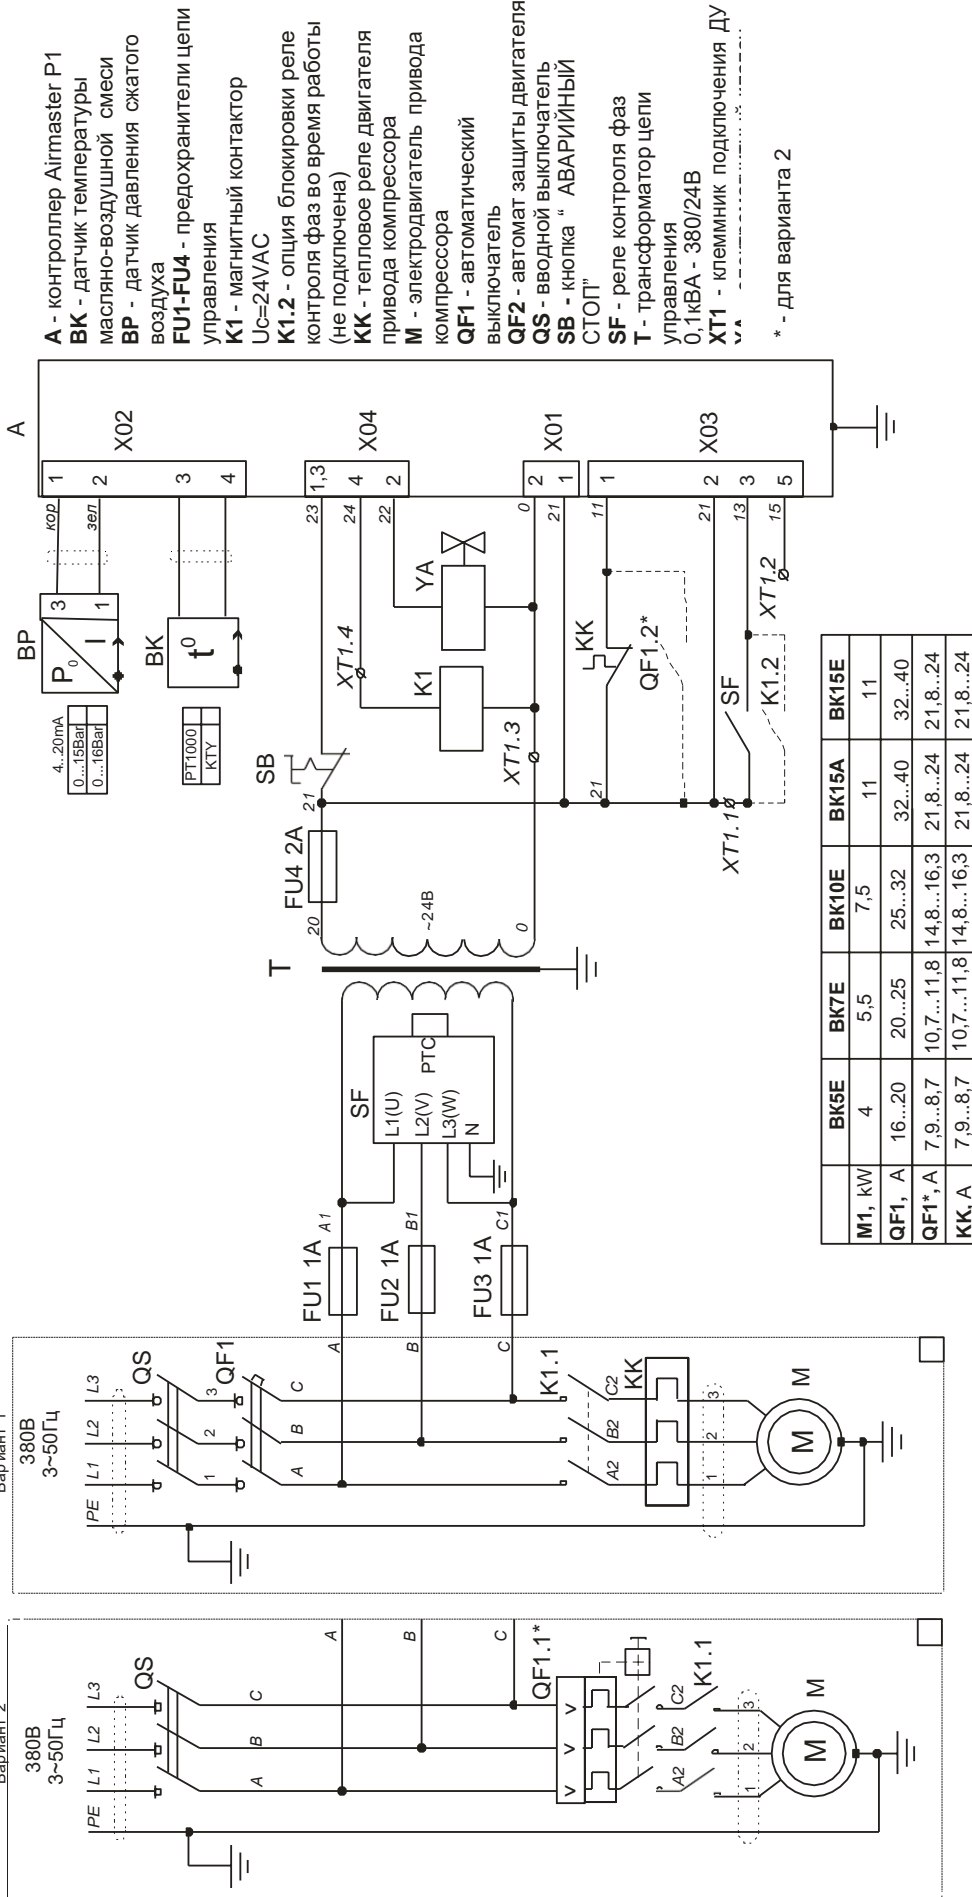 A - контроллер Airmaster P1
BK - датчик температуры
масляно-воздушной смеси
BP - датчик давления сжатого
воздуха
FU1-FU4 - предохранители цепи
управления
K1 - магнитный контактор
Uc=24VAC
K1.2 - опция блокировки реле
контроля фаз во время работы
(не подключена)
KK - тепловое реле двигателя
привода компрессора
M - электродвигатель привода
компрессора
QF1 - автоматический
выключатель
QF2 - автомат защиты двигателя
QS - вводной выключатель
SB - кнопка “ АВАРИЙНЫЙ
СТОП”
SF - реле контроля фаз
T - трансформатор цепи
управления
0,1кВА - 380/24В
XT1 - клеммник подключения ДУ
* - для варианта 2
A
X02
1
2
3
4
X04
1,3
4
2
X01
2
1
X03
1
2
3
5
кор
зел
23
24
22
0
21
11
21
13
15
BP
P0
I
3
1
4...20mA
0...15Bar
0...16Bar
BK
t0
PT1000
KTY
SB
XT1.4
K1
YA
XT1.3
KK
QF1.2*
SF
K1.2
XT1.2
XT1.1
21
21
FU4 2A
20
~24В
0
T
SF
L1(U)
L2(V)
L3(W)
N
PTC
A1
B1
C1
FU1 1A
FU2 1A
FU3 1A
A
B
C
Вариант 1
380В
3~50Гц
PE
L1
L2
L3
QS
1
2
3
QF1
A
B
C
K1.1
A2
B2
C2
KK
1
2
3
M
M
Вариант 2
380В
3~50Гц
PE
L1
L2
L3
QS
A
B
C
A
B
C
QF1.1*
A2
B2
C2
K1.1
1
2
3
M
M
ВК5Е ВК7Е ВК10Е ВК15А ВК15Е
M1, kW 4 5,5 7,5 11 11
QF1, A 16...20 20...25 25...32 32...40 32...40
QF1*, A 7,9...8,7 10,7...11,8 14,8...16,3 21,8...24 21,8...24
KK, A 7,9...8,7 10,7...11,8 14,8...16,3 21,8...24 21,8...24